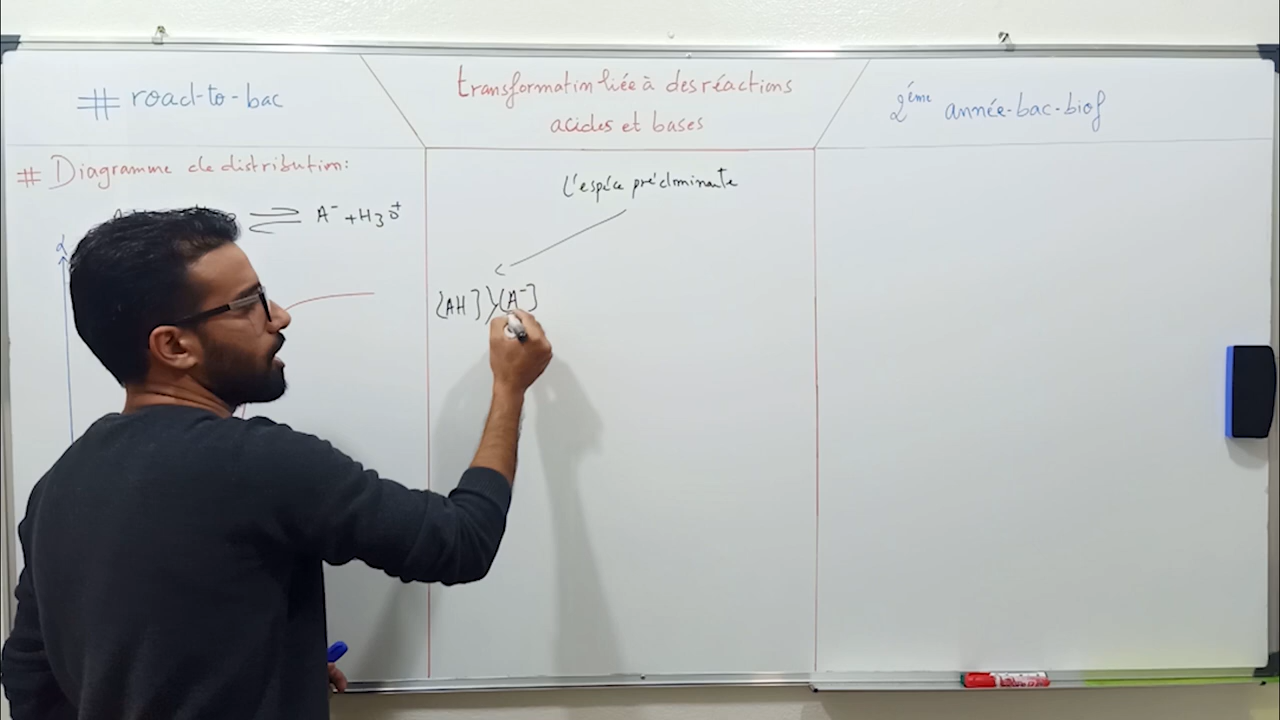 # road-to-bac
transformation liée à des réactions
acides et bases
2ème année-bac-biof
# Diagramme de distribution:
⇌ A⁻ + H₃O⁺
α
L'espèce prédominante
[AH] > [A⁻]